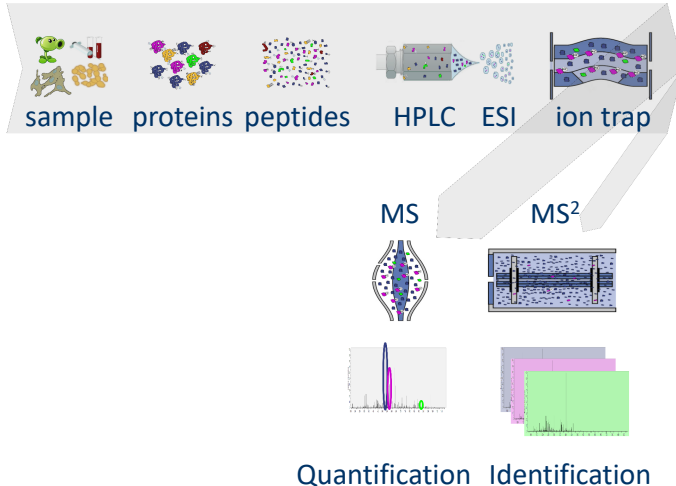 sample proteins peptides HPLC ESI ion trap
MS MS²
Quantification Identification